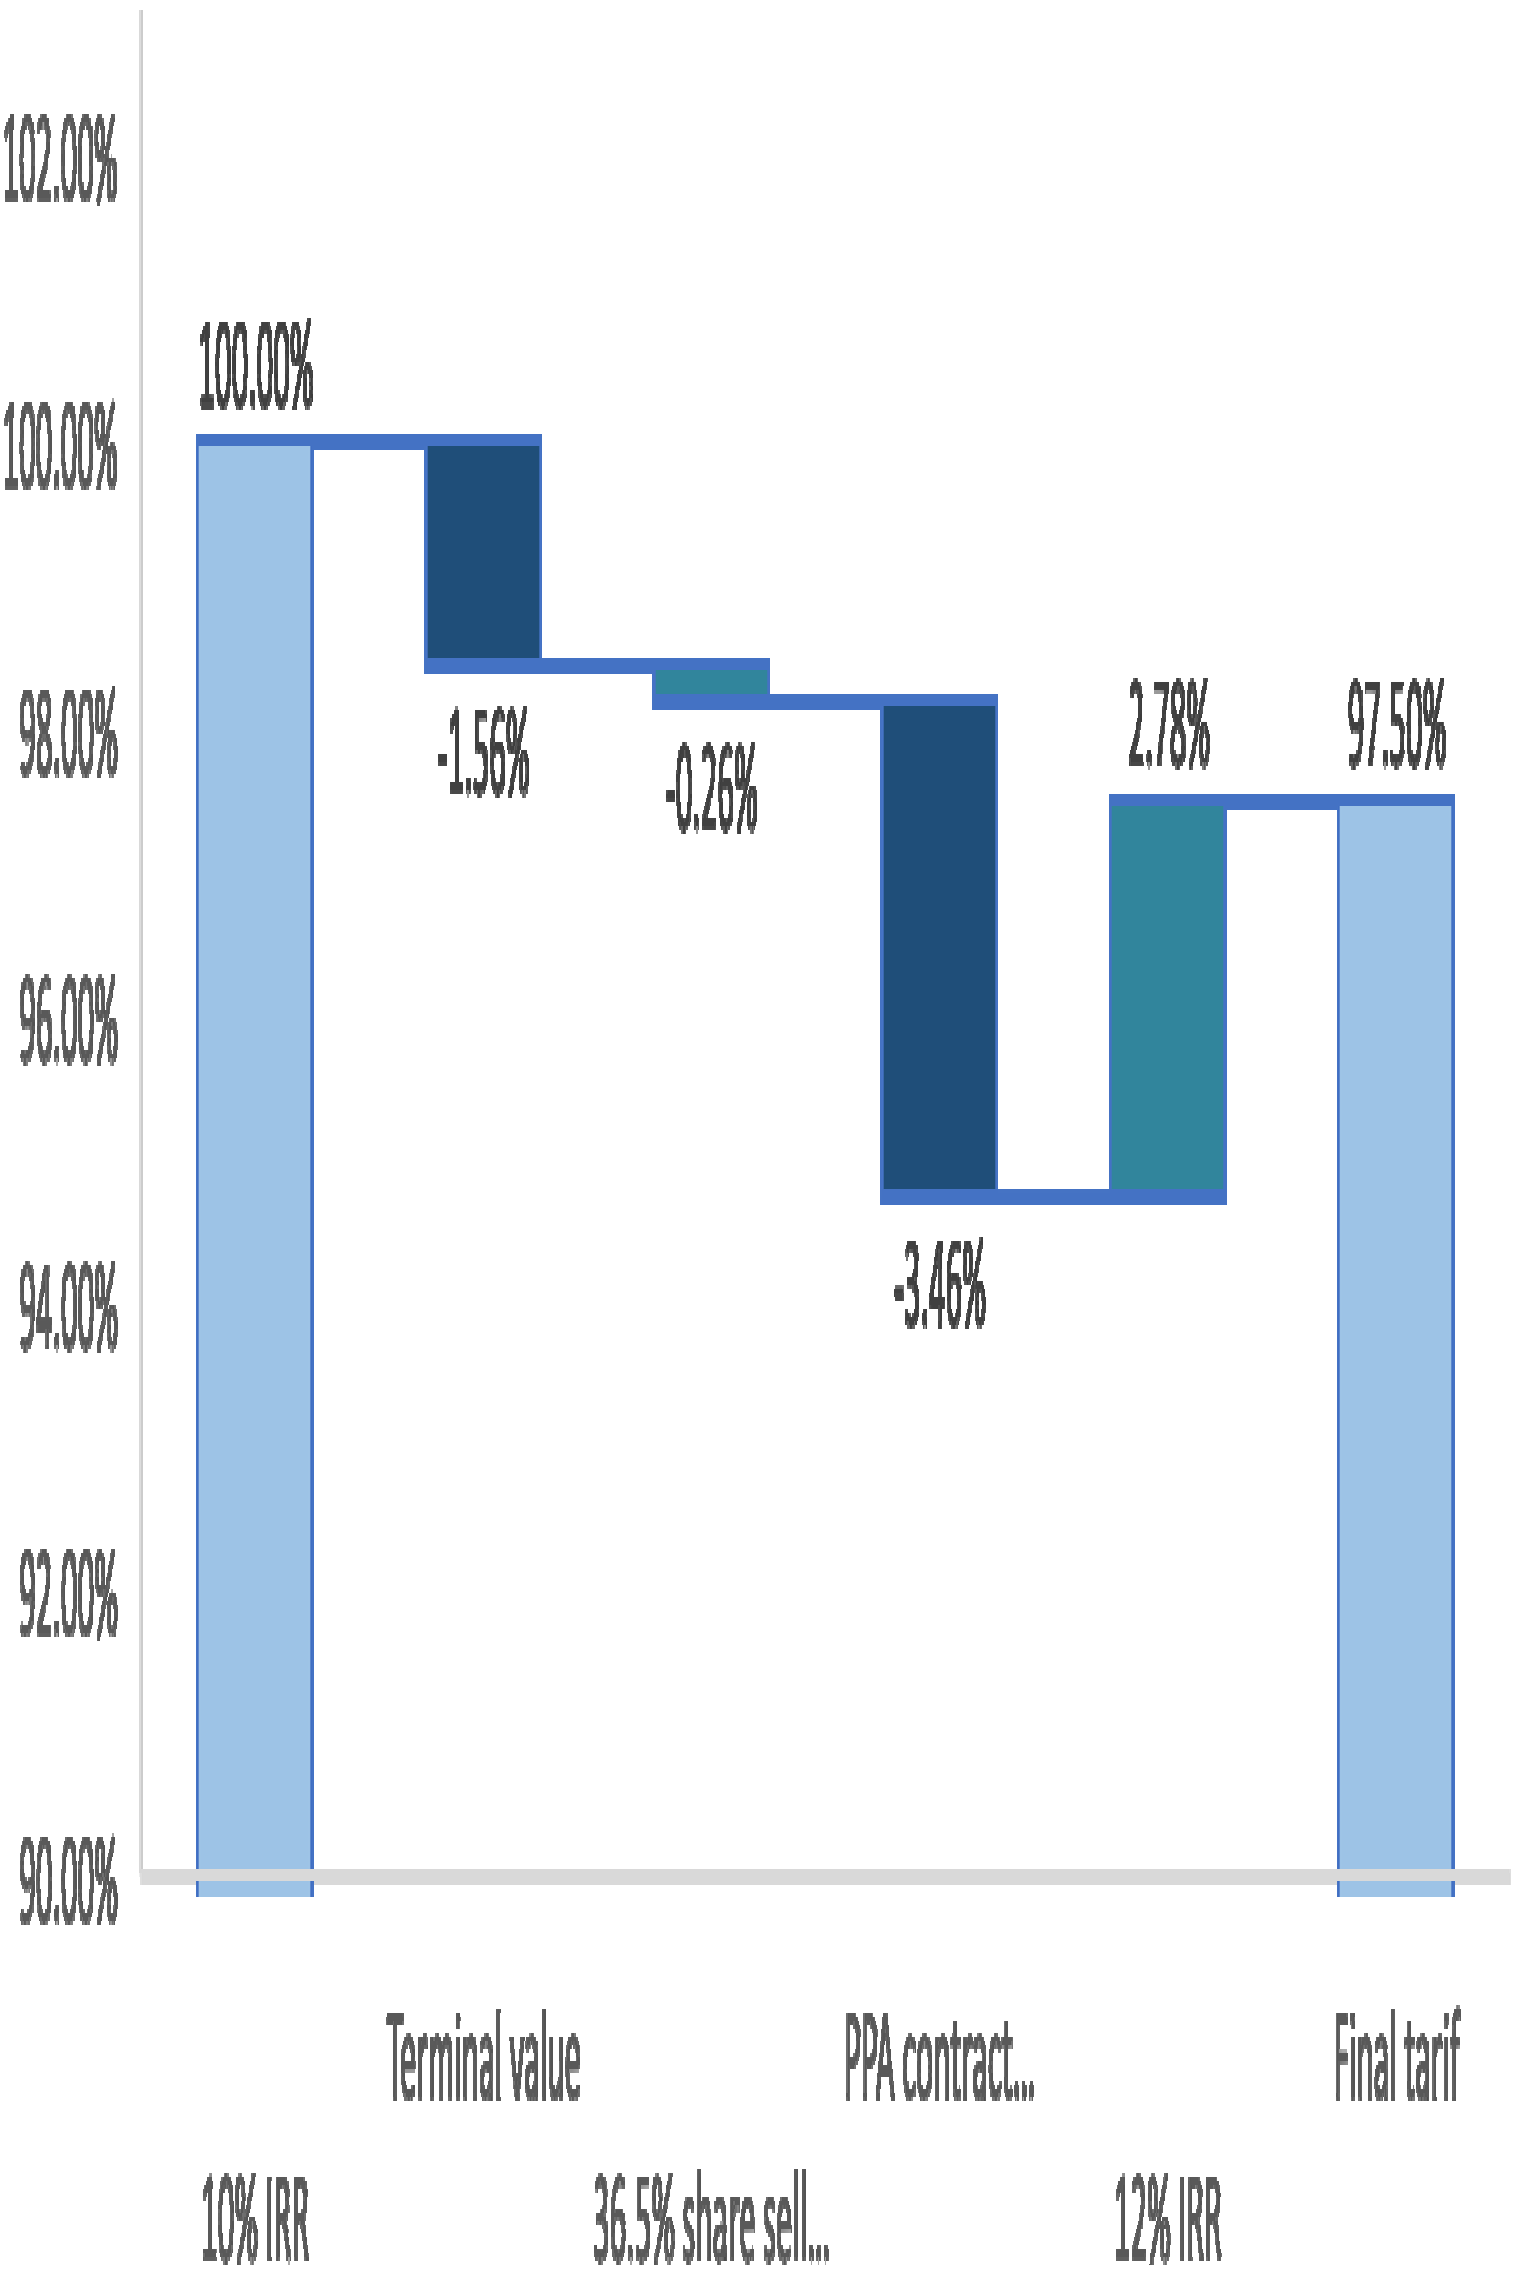 102.00%
100.00%
98.00%
96.00%
94.00%
92.00%
90.00%
100.00%
-1.56%
-0.26%
-3.46%
2.78%
97.50%
10% IRR
Terminal value
36.5% share sell...
PPA contract...
12% IRR
Final tarif